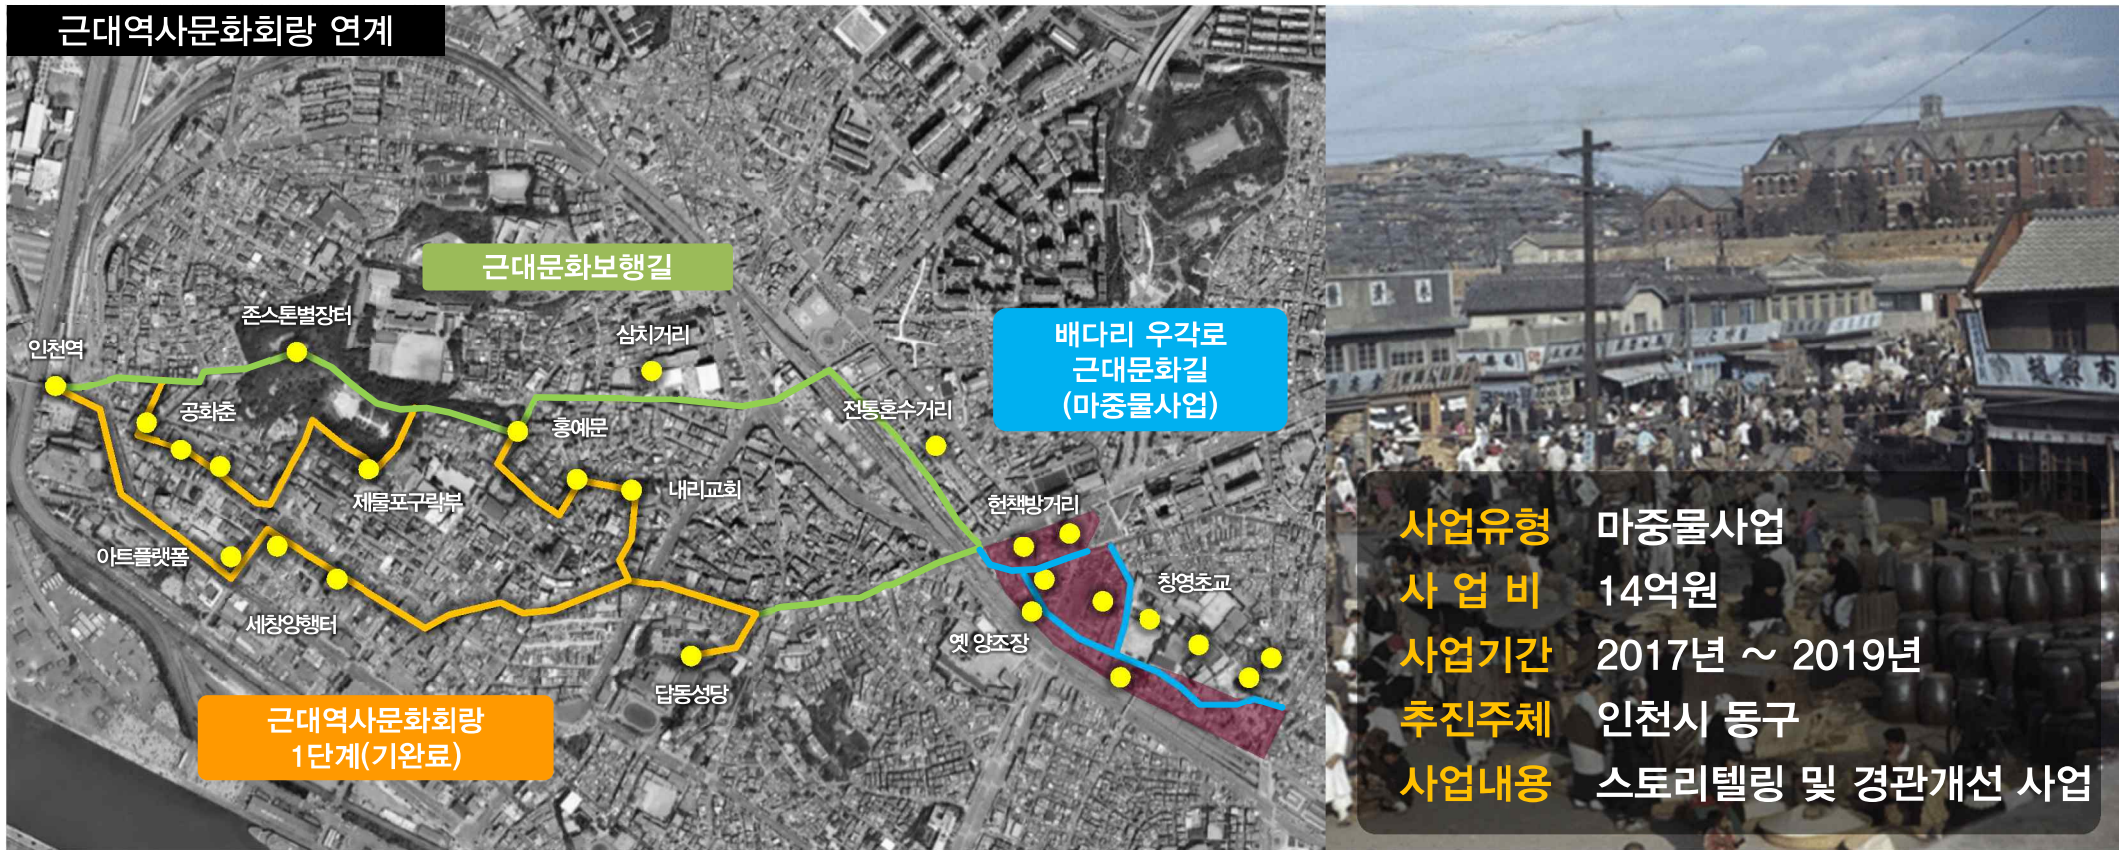 근대역사문화회랑 연계
근대문화보행길
존스톤별장터
삼치거리
인천역
배다리 우각로
근대문화길
(마중물사업)
공화춘
홍예문
전통혼수거리
제물포구락부
내리교회
헌책방거리
아트플랫폼
창영초교
세창양행터
옛 양조장
답동성당
근대역사문화회랑
1단계(기완료)
사업유형 마중물사업
사 업 비 14억원
사업기간 2017년 ~ 2019년
추진주체 인천시 동구
사업내용 스토리텔링 및 경관개선 사업